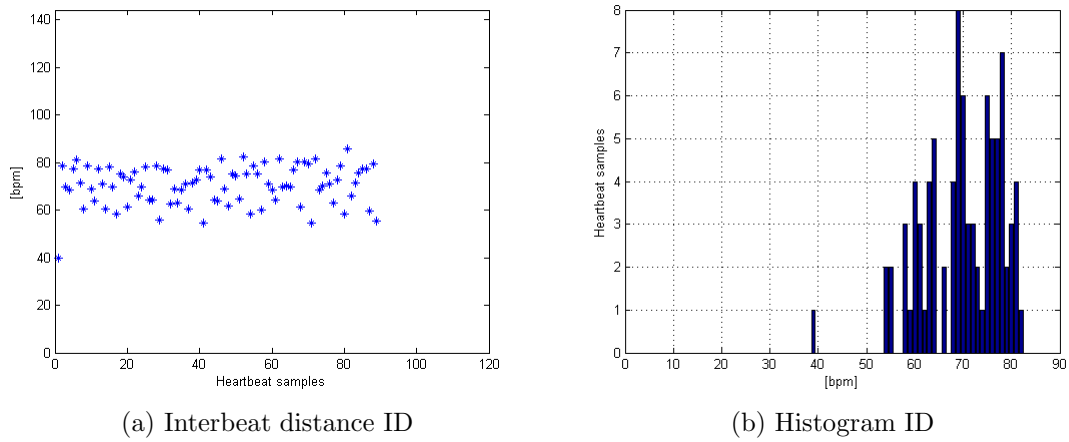 140
120
100
80
60
40
20
0
[bpm]
0 20 40 60 80 100 120
Heartbeat samples
(a) Interbeat distance ID
8
7
6
5
4
3
2
1
0
Heartbeat samples
0 10 20 30 40 50 60 70 80 90
[bpm]
(b) Histogram ID